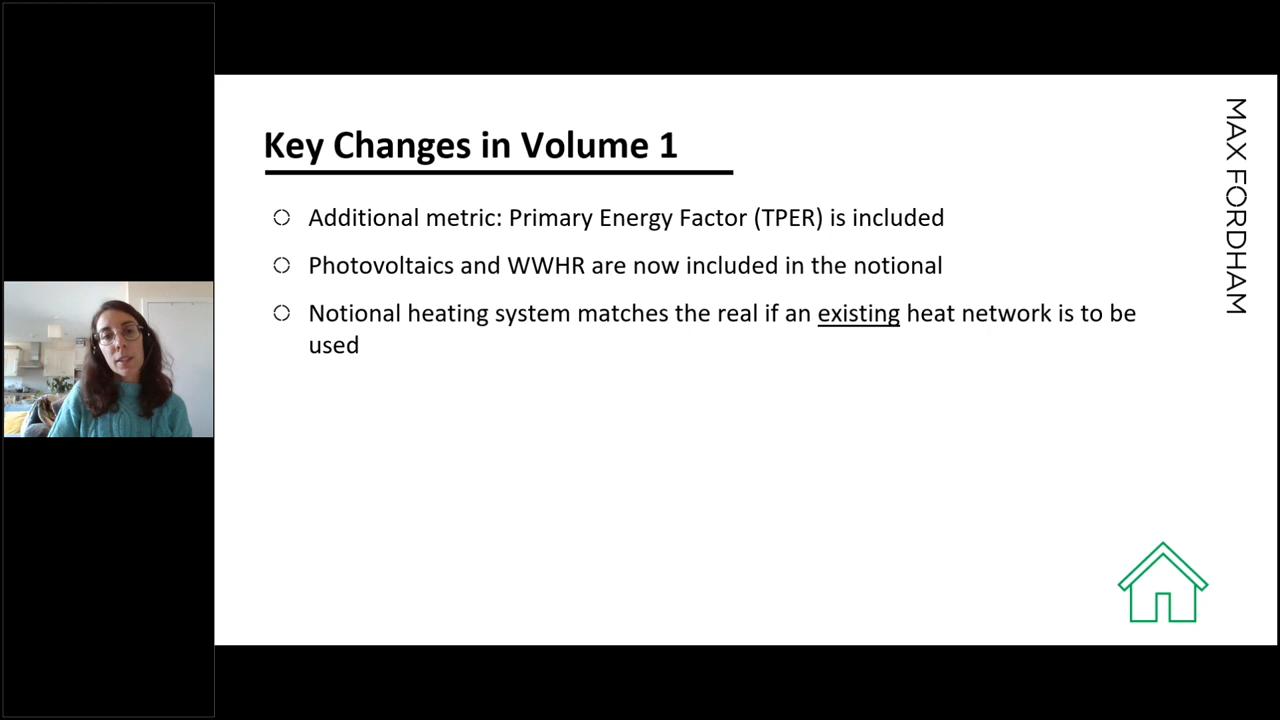 Key Changes in Volume 1
Additional metric: Primary Energy Factor (TPER) is included
Photovoltaics and WWHR are now included in the notional
Notional heating system matches the real if an existing heat network is to be
used
MAX FORDHAM